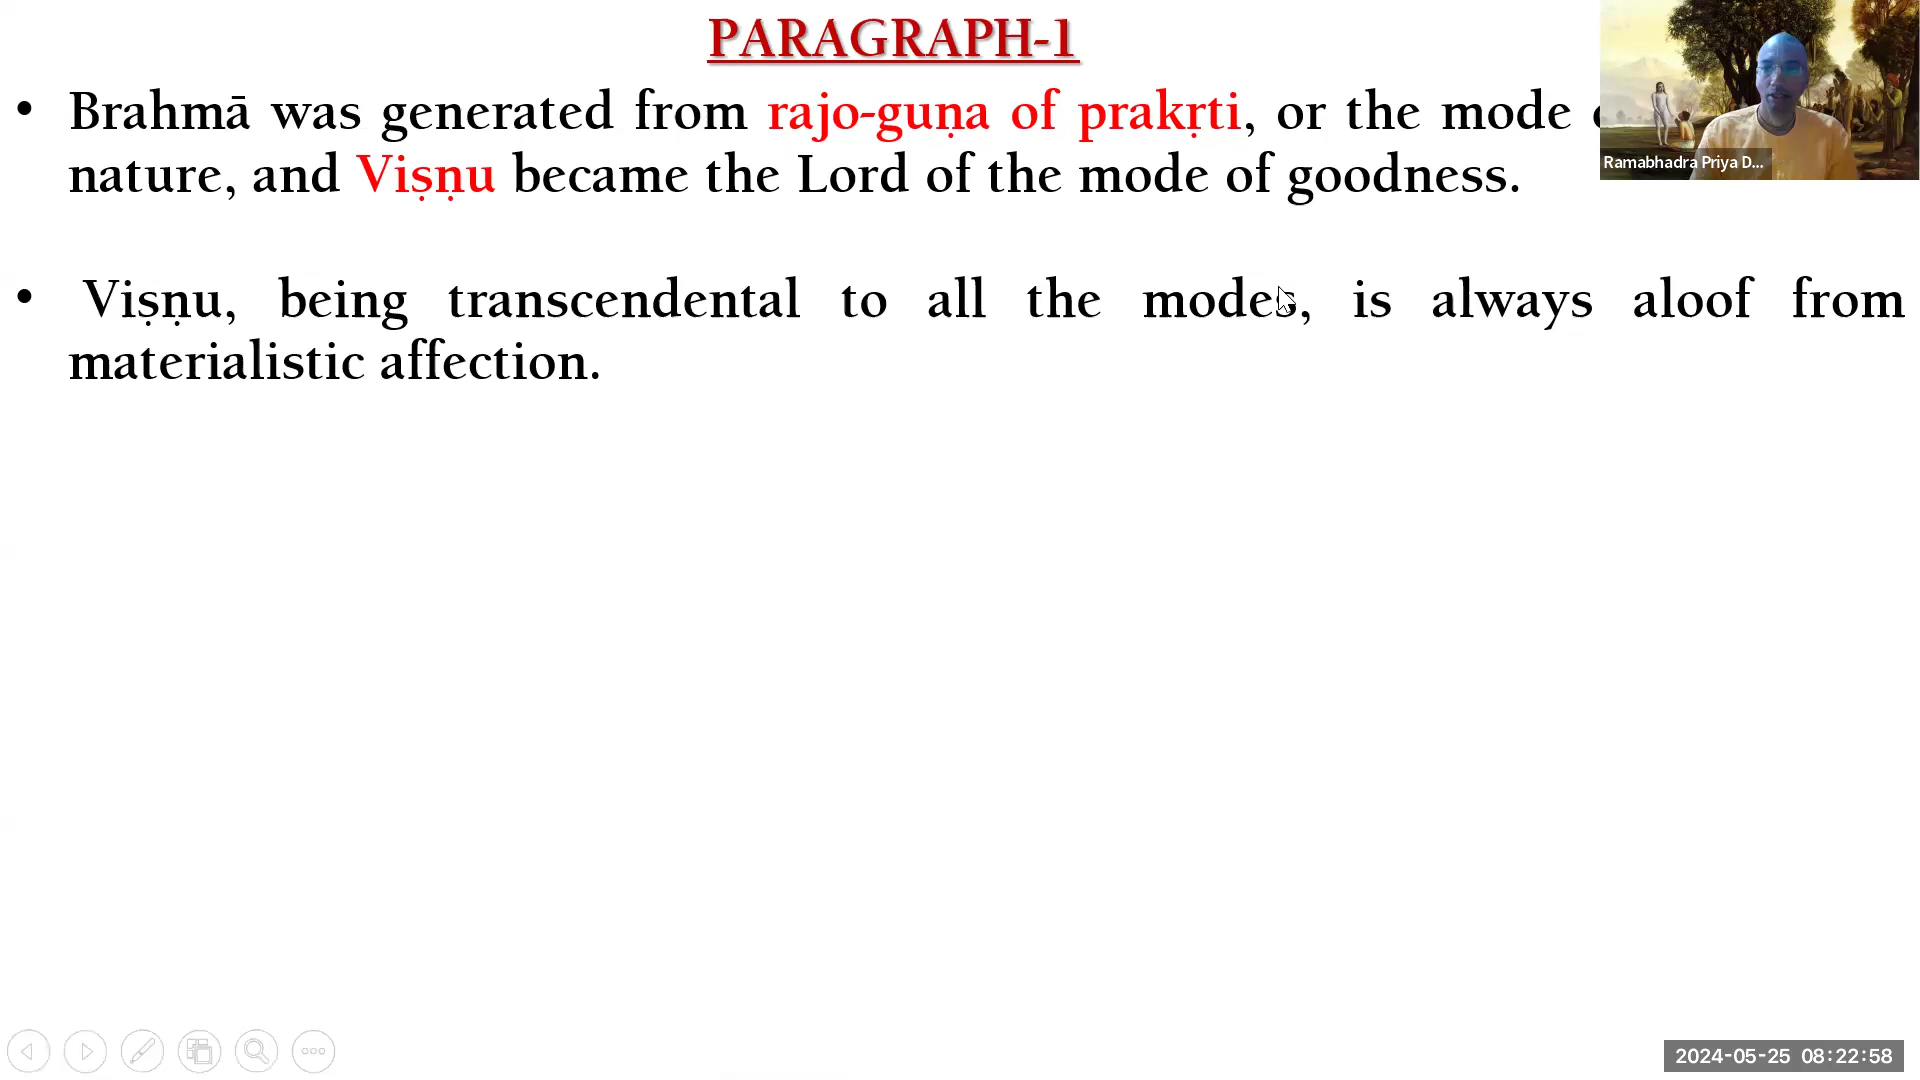 PARAGRAPH-1
• Brahmā was generated from rajo-guṇa of prakṛti, or the mode
nature, and Viṣṇu became the Lord of the mode of goodness.
• Viṣṇu, being transcendental to all the modes, is always aloof from
materialistic affection.
Ramabhadra Priya D...
2024-05-25 08:22:58